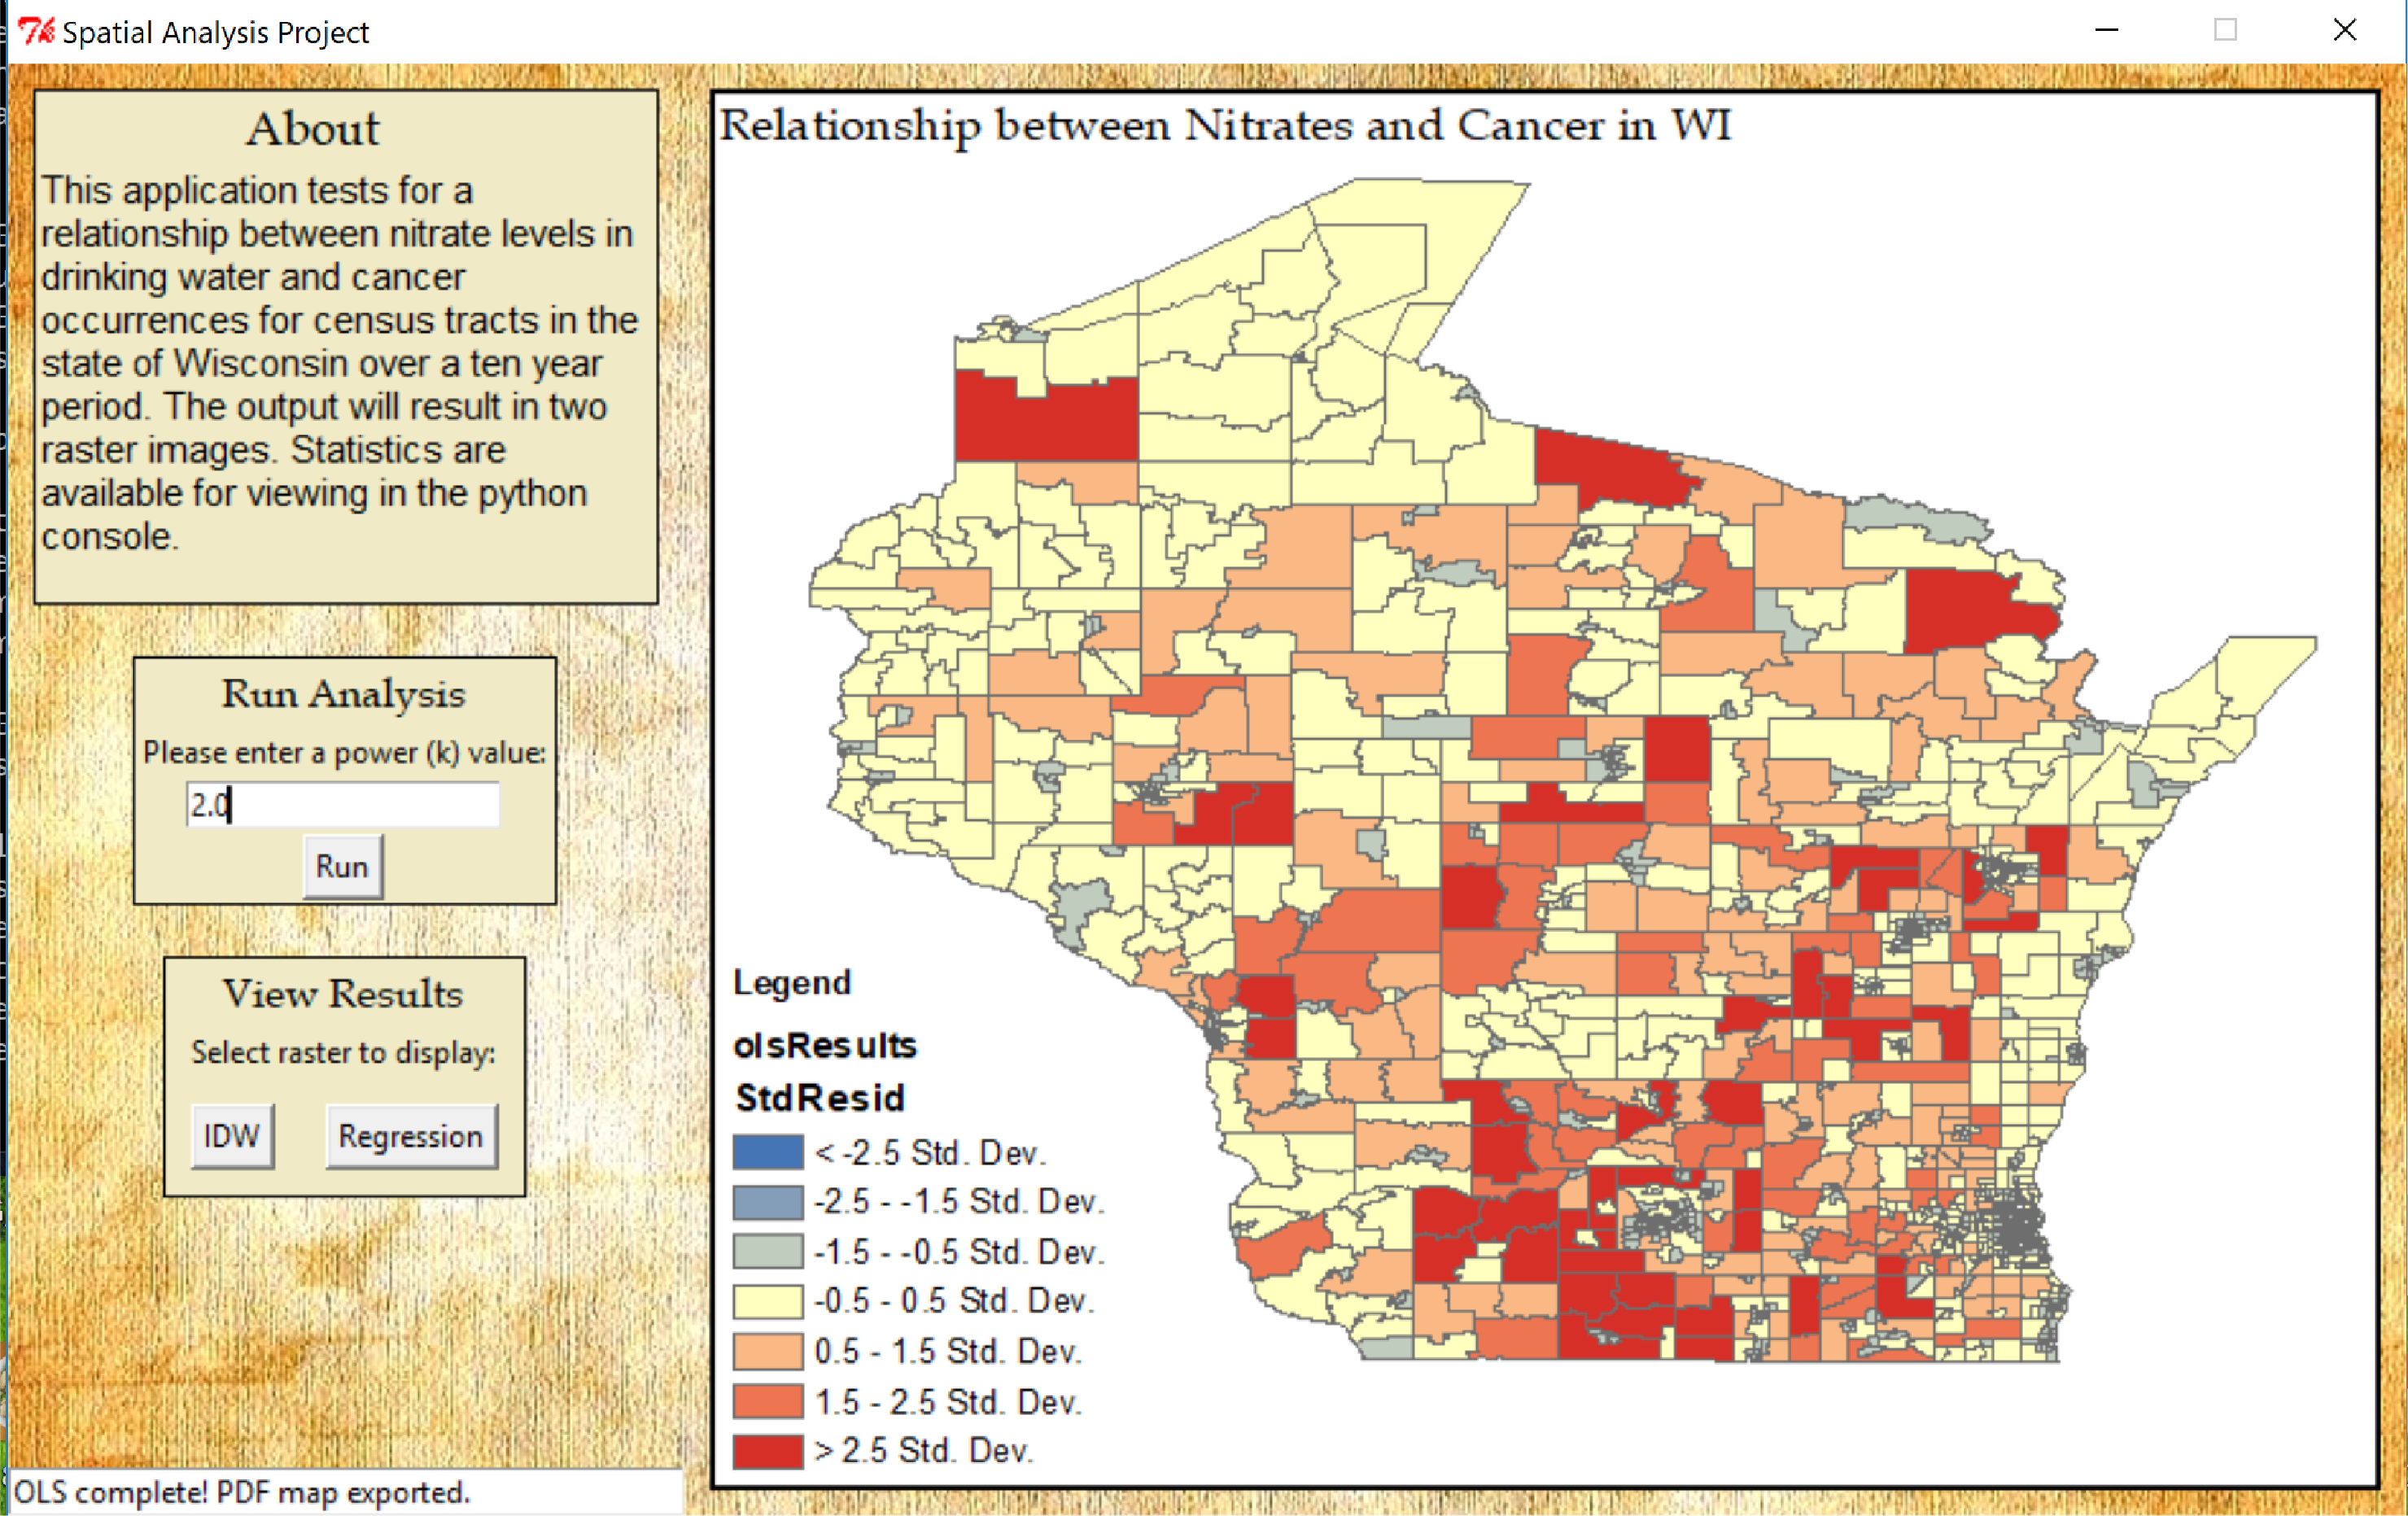 Spatial Analysis Project
About
This application tests for a
relationship between nitrate levels in
drinking water and cancer
occurrences for census tracts in the
state of Wisconsin over a ten year
period. The output will result in two
raster images. Statistics are
available for viewing in the python
console.
Run Analysis
Please enter a power (k) value:
2.0
Run
View Results
Select raster to display:
IDW
Regression
OLS complete! PDF map exported.
Relationship between Nitrates and Cancer in WI
Legend
olsResults
StdResid
< -2.5 Std. Dev.
-2.5 - -1.5 Std. Dev.
-1.5 - -0.5 Std. Dev.
-0.5 - 0.5 Std. Dev.
0.5 - 1.5 Std. Dev.
1.5 - 2.5 Std. Dev.
> 2.5 Std. Dev.